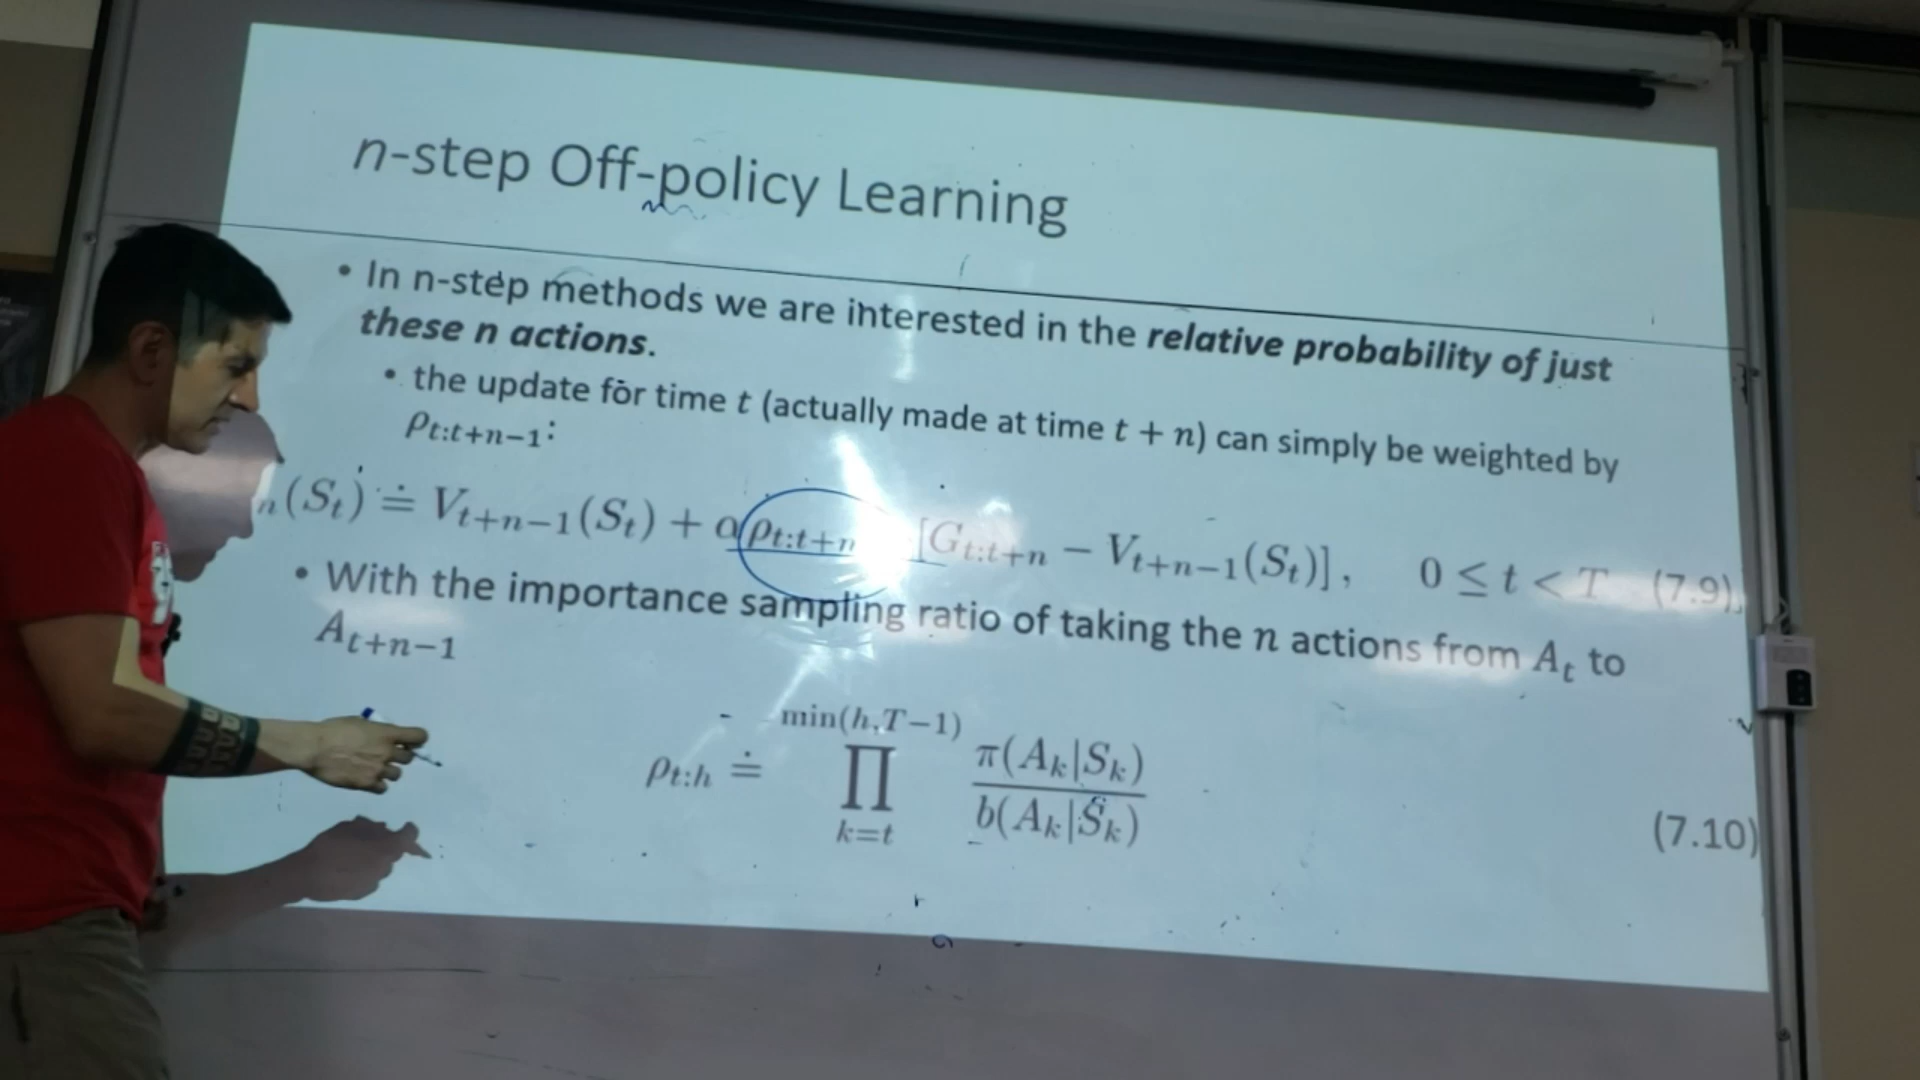 n-step Off-policy Learning
• In n-step methods we are interested in the relative probability of just
these n actions.
• the update for time t (actually made at time t + n) can simply be weighted by
ρt:t+n−1:
n(St) ≐ Vt+n−1(St) + α ρt:t+n [Gt:t+n − Vt+n−1(St)], 0 ≤ t < T (7.9),
• With the importance sampling ratio of taking the n actions from At to
At+n−1
ρt:h ≐ ∏ min(h,T−1) k=t π(Ak|Sk) / b(Ak|Sk) (7.10)